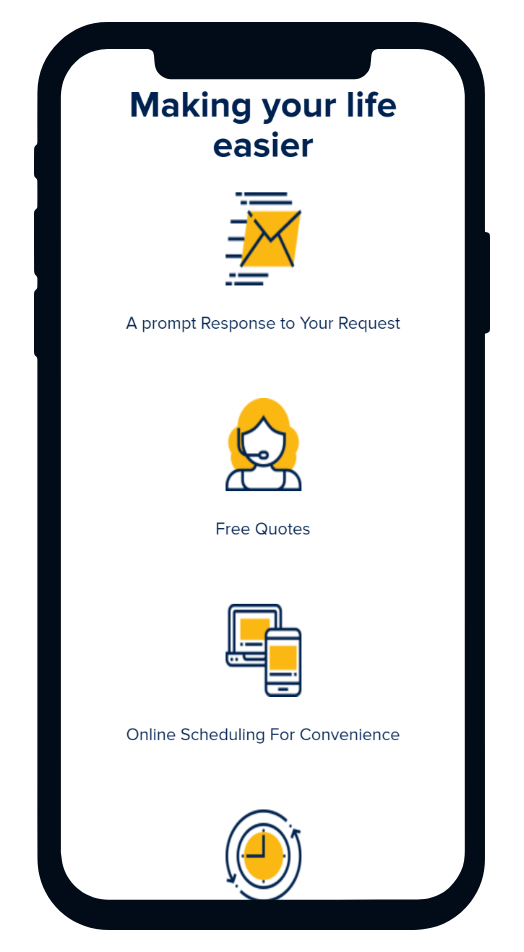 Making your life
easier
A prompt Response to Your Request
Free Quotes
Online Scheduling For Convenience